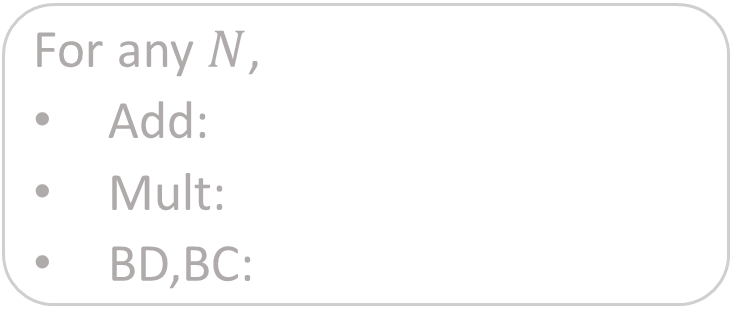 For any N,
• Add:
• Mult:
• BD,BC: